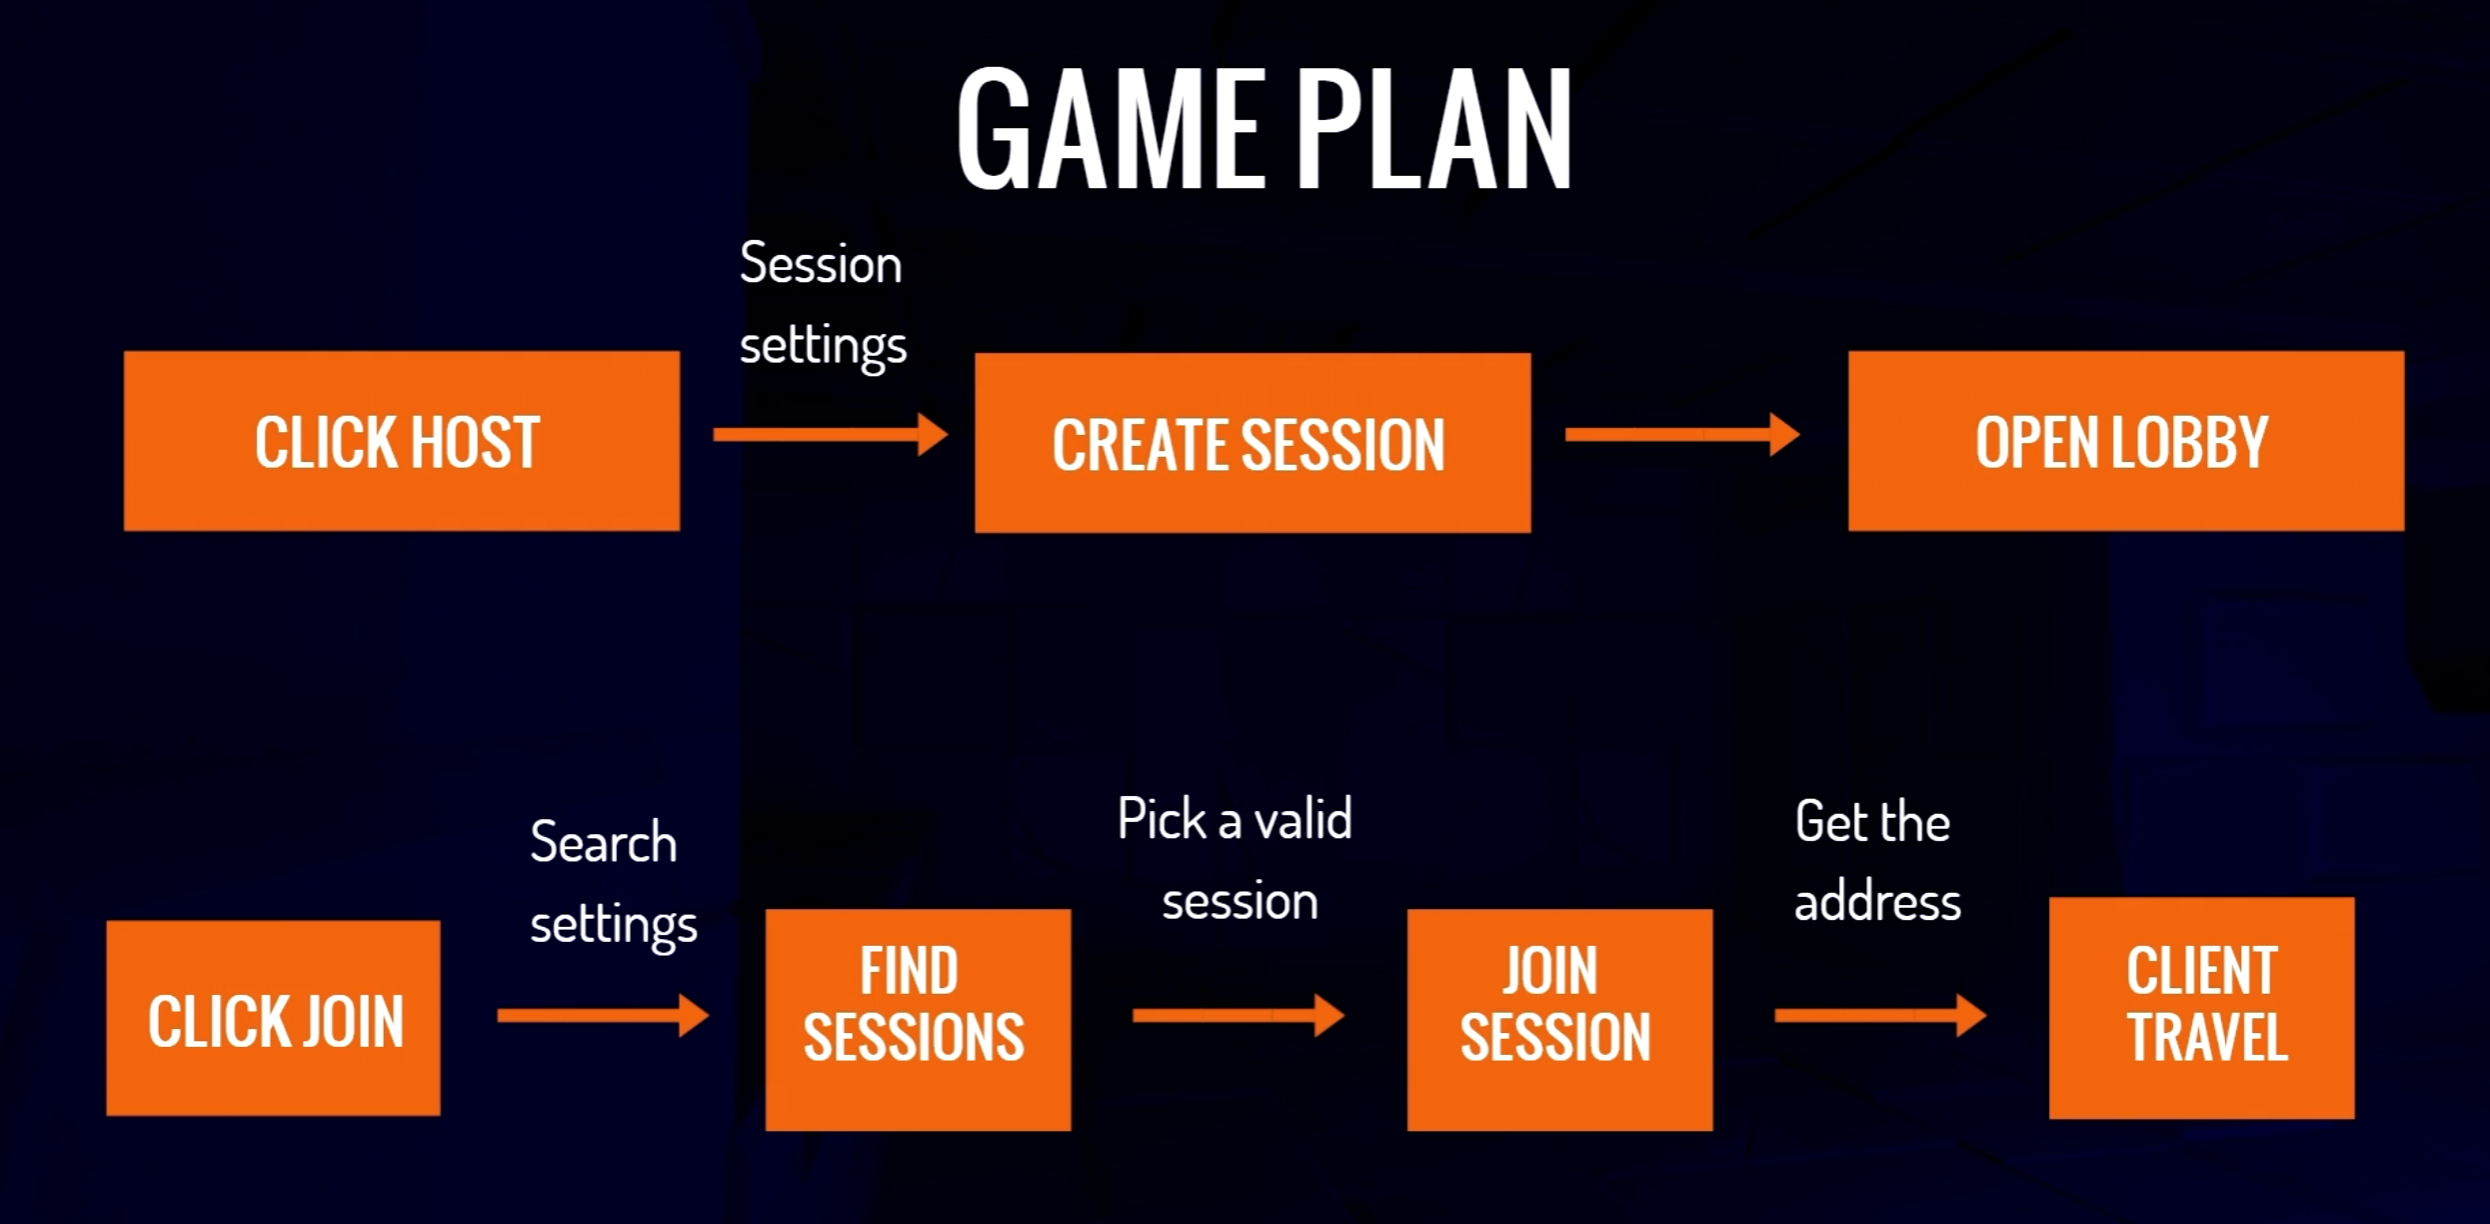 GAME PLAN
Session
settings
CLICK HOST
CREATE SESSION
OPEN LOBBY
Search
settings
Pick a valid
session
Get the
address
CLICK JOIN
FIND
SESSIONS
JOIN
SESSION
CLIENT
TRAVEL